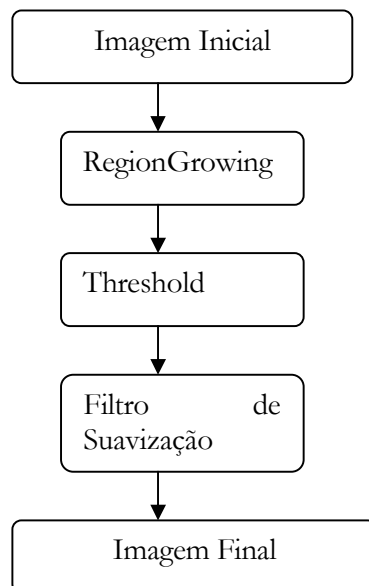 Imagem Inicial
RegionGrowing
Threshold
Filtro de
Suavização
Imagem Final